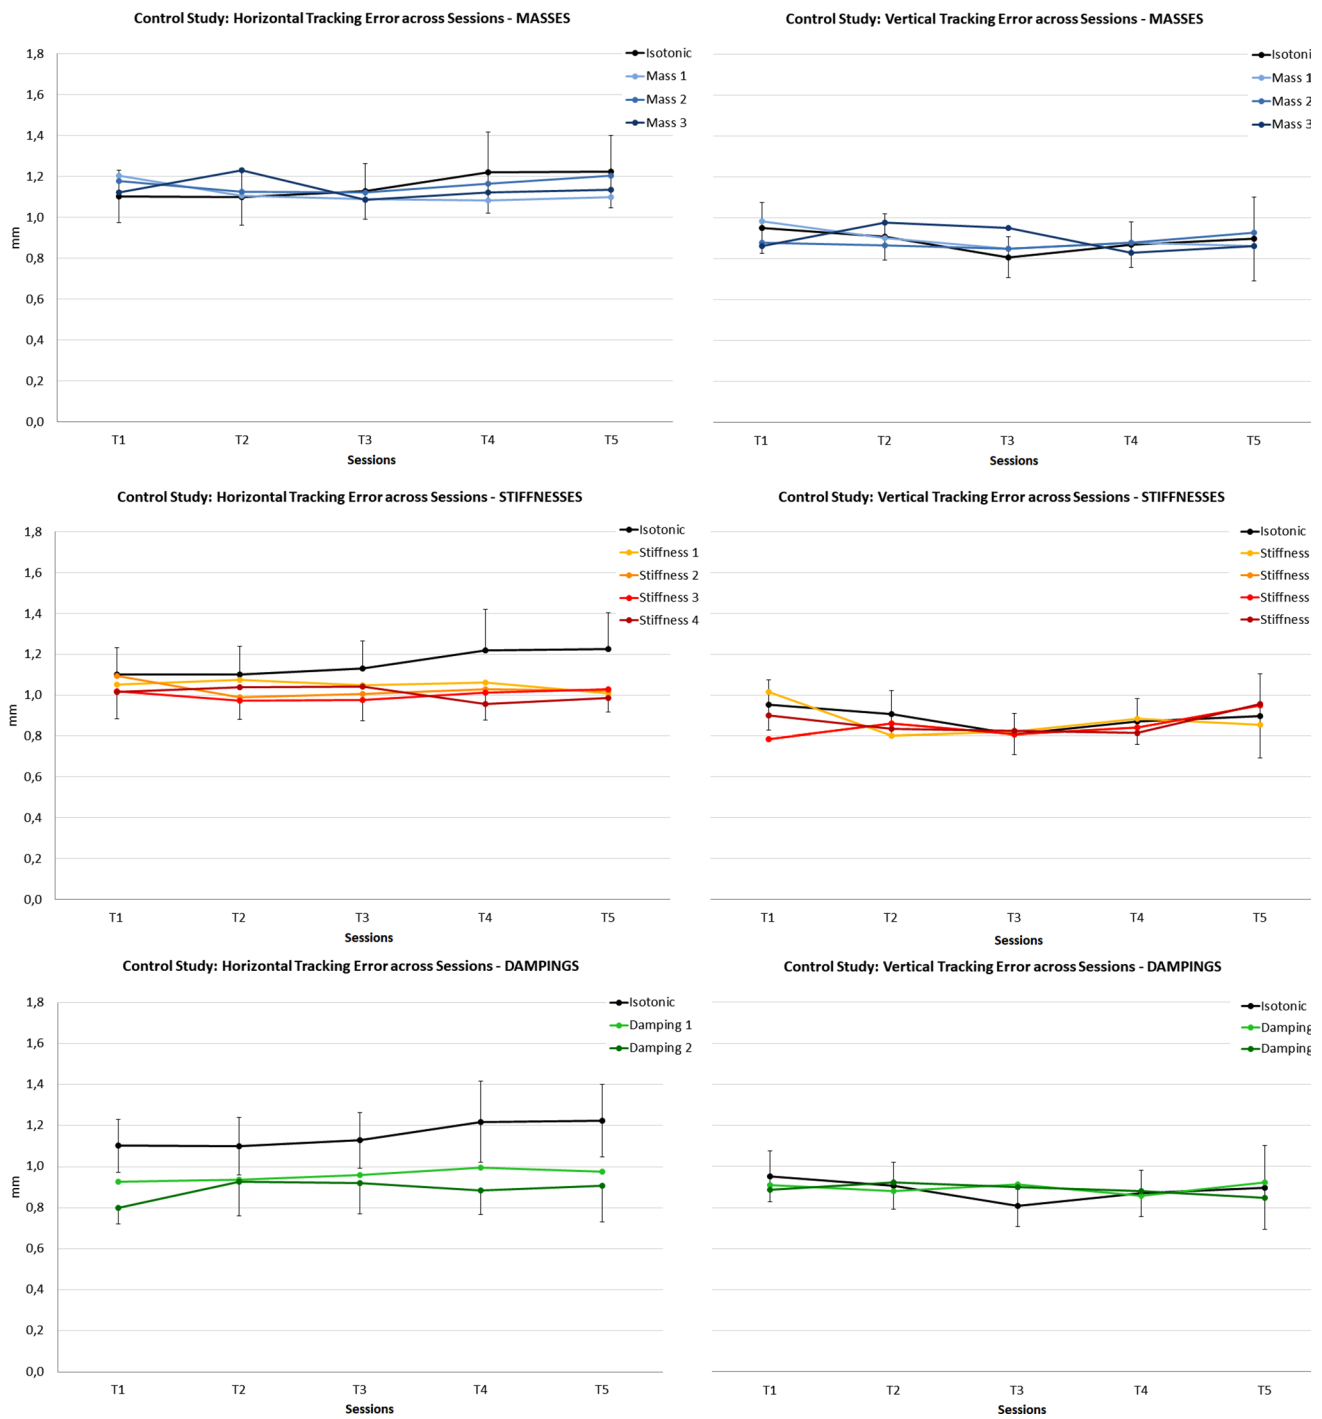 Control Study: Horizontal Tracking Error across Sessions - MASSES
1,8
1,6
1,4
1,2
1,0
0,8
0,6
0,4
0,2
0,0
mm
Isotonic
Mass 1
Mass 2
Mass 3
T1 T2 T3 T4 T5
Sessions
Control Study: Vertical Tracking Error across Sessions - MASSES
Isotoni
Mass 1
Mass 2
Mass 3
T1 T2 T3 T4 T5
Sessions
Control Study: Horizontal Tracking Error across Sessions - STIFFNESSES
1,8
1,6
1,4
1,2
1,0
0,8
0,6
0,4
0,2
0,0
mm
Isotonic
Stiffness 1
Stiffness 2
Stiffness 3
Stiffness 4
T1 T2 T3 T4 T5
Sessions
Control Study: Vertical Tracking Error across Sessions - STIFFNESSES
Isotonic
Stiffness
Stiffness
Stiffness
Stiffness
T1 T2 T3 T4 T5
Sessions
Control Study: Horizontal Tracking Error across Sessions - DAMPINGS
1,8
1,6
1,4
1,2
1,0
0,8
0,6
0,4
0,2
0,0
mm
Isotonic
Damping 1
Damping 2
T1 T2 T3 T4 T5
Sessions
Control Study: Vertical Tracking Error across Sessions - DAMPINGS
Isotonic
Damping
Damping
T1 T2 T3 T4 T5
Sessions